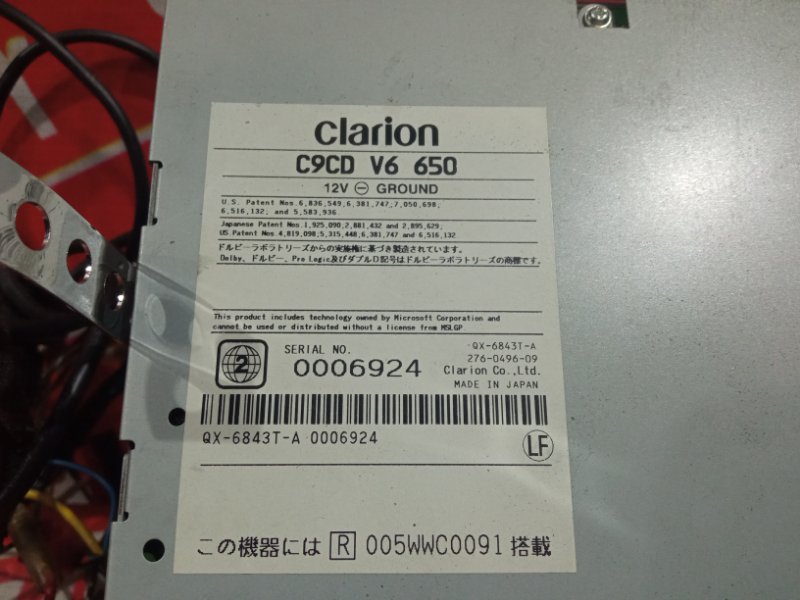 clarion
C9CD V6 650
12V ⊖ GROUND
U.S. Patent Nos.6,836,549;6,381,747;7,050,698;
6,516,132; and 5,583,936
Japanese Patent Nos.1,925,090,2,881,432 and 2,895,629;
US Patent Nos.4,819,098;5,315,448;6,381,747 and 6,516,132
ドルビーラボラトリーズからの実施権に基づき製造されています。
Dolby、ドルビー、Pro Logic及びダブルD記号はドルビーラボラトリーズの商標です。
This product includes technology owned by Microsoft Corporation and
cannot be used or distributed without a license from MSLGP
2
SERIAL NO.
0006924
QX-6843T-A
276-0496-09
Clarion Co.,Ltd.
MADE IN JAPAN
QX-6843T-A 0006924
LF
この機器には R 005WWC0091 搭載